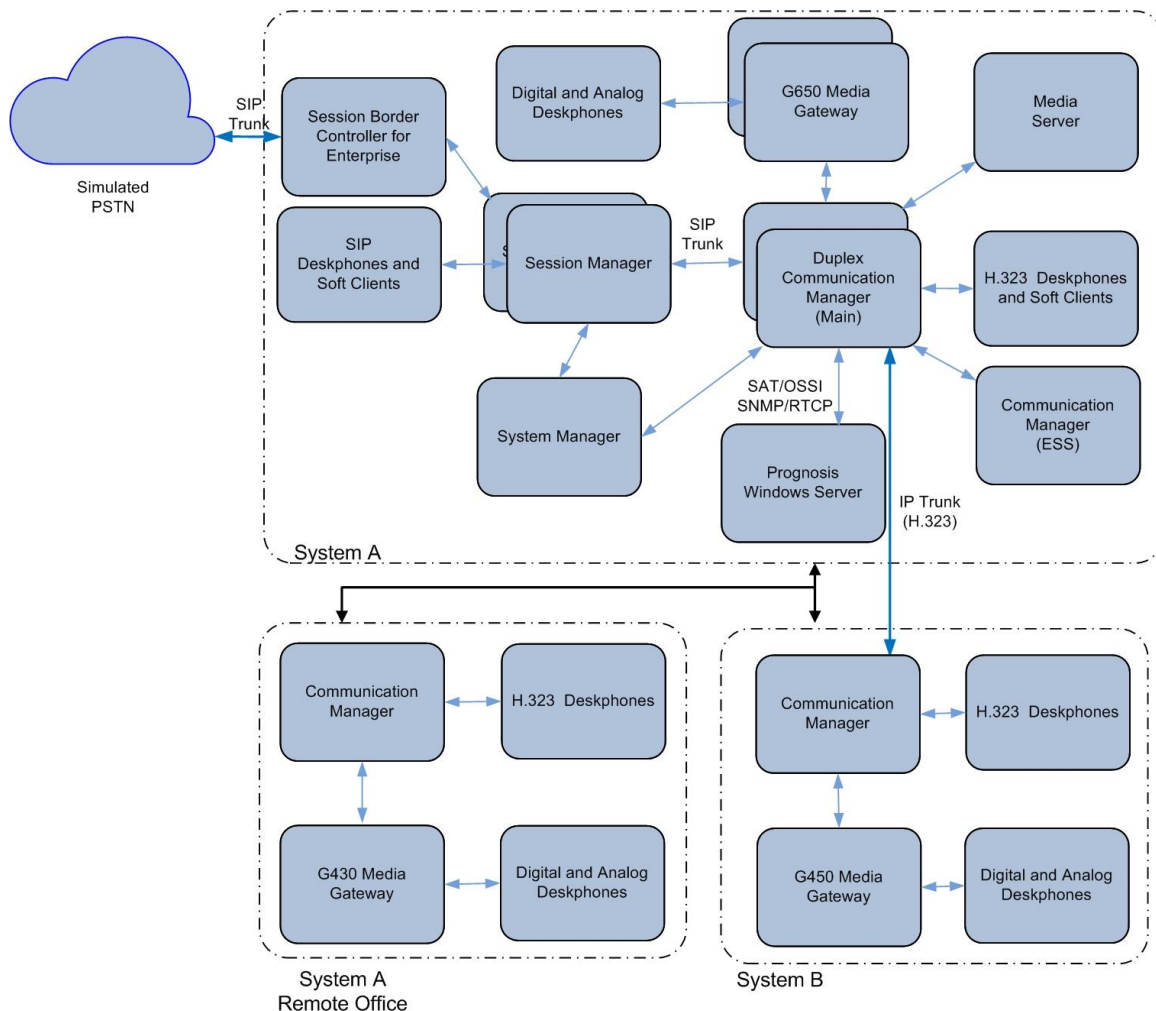 SIP
Trunk
Simulated
PSTN
Session Border
Controller for
Enterprise
Digital and Analog
Deskphones
G650 Media
Gateway
Media
Server
SIP
Deskphones and
Soft Clients
S
Session Manager
SIP
Trunk
Duplex
Communication
Manager
(Main)
H.323 Deskphones
and Soft Clients
System Manager
SAT/OSSI
SNMP/RTCP
Prognosis
Windows Server
Communication
Manager
(ESS)
IP Trunk
(H.323)
System A
Communication
Manager
H.323 Deskphones
G430 Media
Gateway
Digital and Analog
Deskphones
System A
Remote Office
Communication
Manager
H.323 Deskphones
G450 Media
Gateway
Digital and Analog
Deskphones
System B